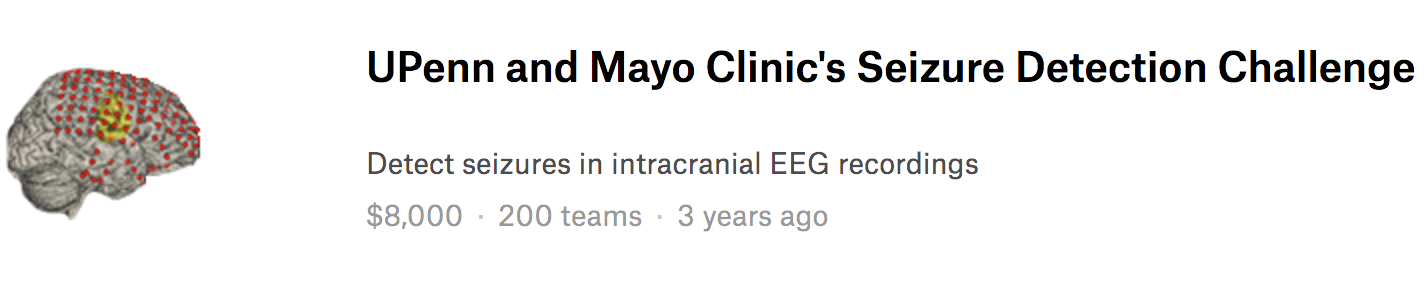 UPenn and Mayo Clinic's Seizure Detection Challenge
Detect seizures in intracranial EEG recordings
$8,000 · 200 teams · 3 years ago